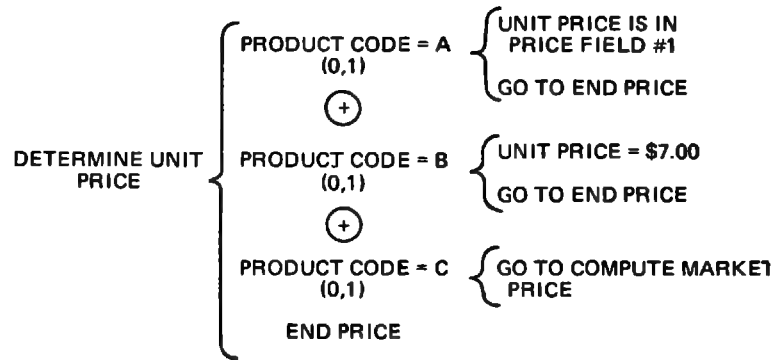 UNIT PRICE IS IN
PRODUCT CODE = A
PRICE FIELD #1
(0,1)
GO TO END PRICE
+
DETERMINE UNIT
PRICE
PRODUCT CODE = B
UNIT PRICE = $7.00
(0,1)
GO TO END PRICE
+
PRODUCT CODE = C
GO TO COMPUTE MARKET
(0,1)
PRICE
END PRICE